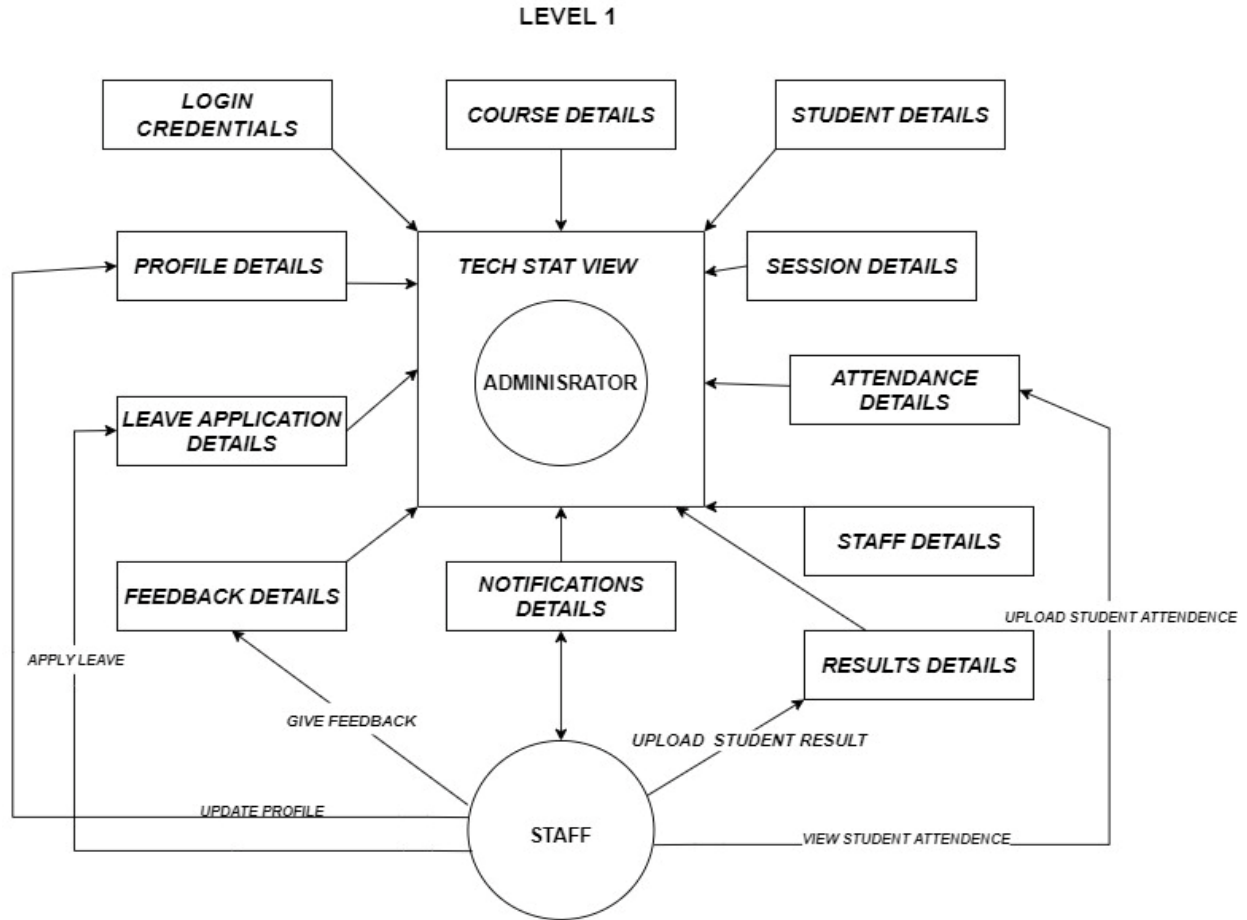 LEVEL 1
LOGIN
CREDENTIALS
COURSE DETAILS
STUDENT DETAILS
PROFILE DETAILS
TECH STAT VIEW
SESSION DETAILS
ADMINISRATOR
ATTENDANCE
DETAILS
LEAVE APPLICATION
DETAILS
STAFF DETAILS
FEEDBACK DETAILS
NOTIFICATIONS
DETAILS
UPLOAD STUDENT ATTENDENCE
APPLY LEAVE
RESULTS DETAILS
GIVE FEEDBACK
UPLOAD STUDENT RESULT
UPDATE PROFILE
STAFF
VIEW STUDENT ATTENDENCE